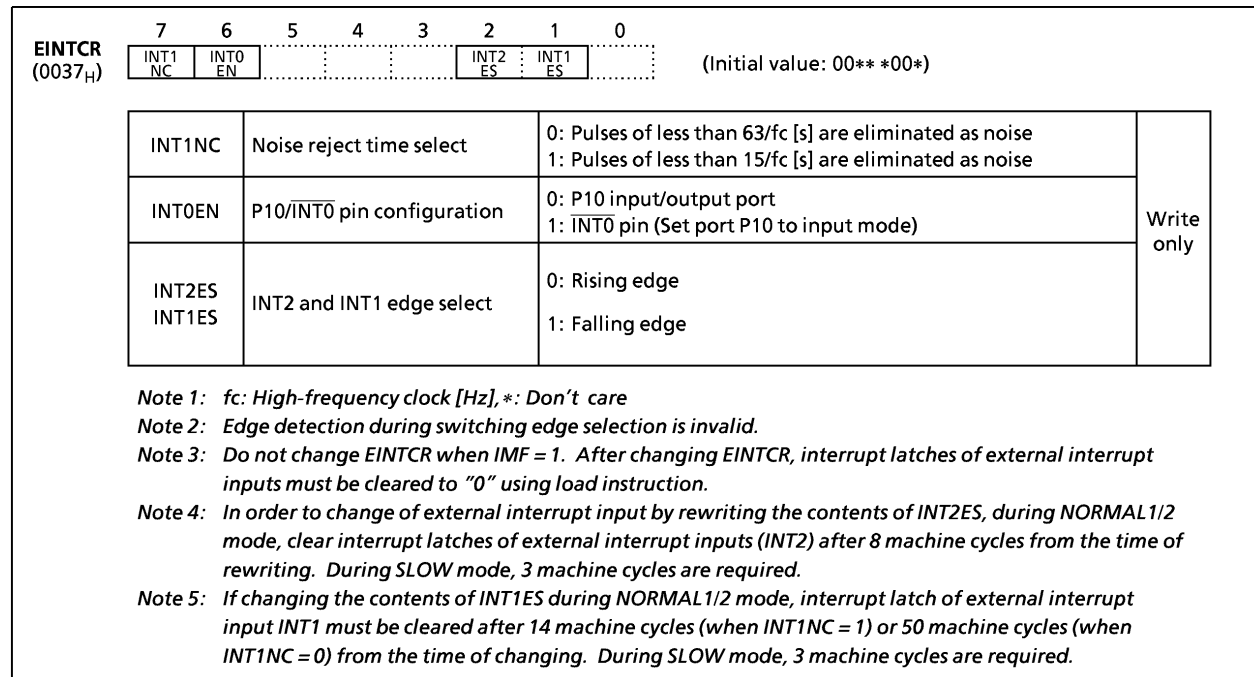 7 6 5 4 3 2 1 0
EINTCR
(0037H)
INT1 NC
INT0 EN
INT2 ES
INT1 ES
(Initial value: 00** *00*)
INT1NC
Noise reject time select
0: Pulses of less than 63/fc [s] are eliminated as noise
1: Pulses of less than 15/fc [s] are eliminated as noise
INT0EN
P10/INT0 pin configuration
0: P10 input/output port
1: INT0 pin (Set port P10 to input mode)
INT2ES
INT1ES
INT2 and INT1 edge select
0: Rising edge
1: Falling edge
Write
only
Note 1: fc: High-frequency clock [Hz], *: Don't care
Note 2: Edge detection during switching edge selection is invalid.
Note 3: Do not change EINTCR when IMF = 1. After changing EINTCR, interrupt latches of external interrupt
inputs must be cleared to "0" using load instruction.
Note 4: In order to change of external interrupt input by rewriting the contents of INT2ES, during NORMAL1/2
mode, clear interrupt latches of external interrupt inputs (INT2) after 8 machine cycles from the time of
rewriting. During SLOW mode, 3 machine cycles are required.
Note 5: If changing the contents of INT1ES during NORMAL1/2 mode, interrupt latch of external interrupt
input INT1 must be cleared after 14 machine cycles (when INT1NC = 1) or 50 machine cycles (when
INT1NC = 0) from the time of changing. During SLOW mode, 3 machine cycles are required.